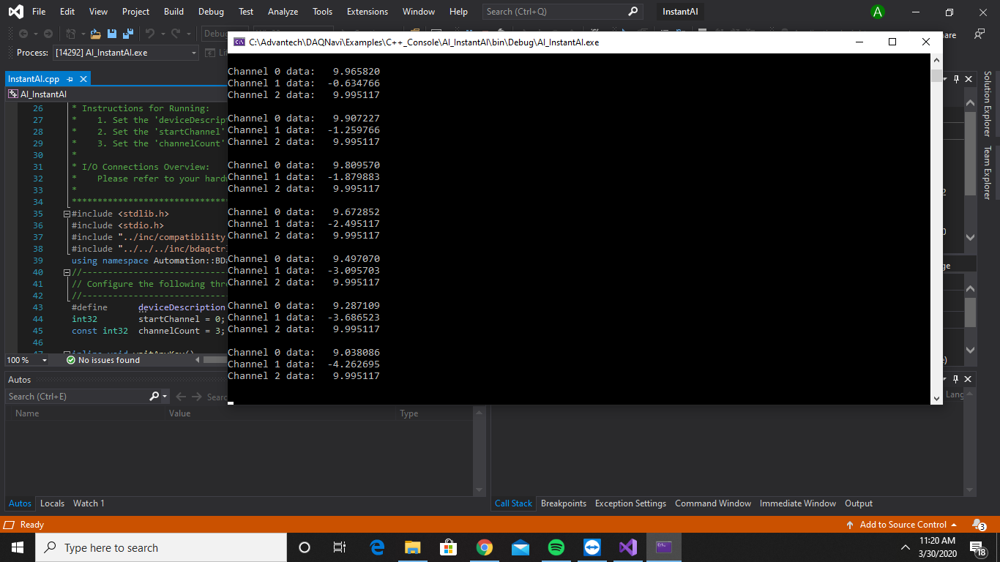 File Edit View Project Build Debug Test Analyze Tools Extensions Window Help Search (Ctrl+Q) InstantAI A
Process: [14292] AI_InstantAI.exe
C:\Advantech\DAQNavi\Examples\C++_Console\AI_InstantAI\bin\Debug\AI_InstantAI.exe
Channel 0 data: 9.965820
Channel 1 data: -0.634766
Channel 2 data: 9.995117
Channel 0 data: 9.907227
Channel 1 data: -1.259766
Channel 2 data: 9.995117
Channel 0 data: 9.809570
Channel 1 data: -1.879883
Channel 2 data: 9.995117
Channel 0 data: 9.672852
Channel 1 data: -2.495117
Channel 2 data: 9.995117
Channel 0 data: 9.497070
Channel 1 data: -3.095703
Channel 2 data: 9.995117
Channel 0 data: 9.287109
Channel 1 data: -3.686523
Channel 2 data: 9.995117
Channel 0 data: 9.038086
Channel 1 data: -4.262695
Channel 2 data: 9.995117
InstantAI.cpp
AI_InstantAI
26 * Instructions for Running:
27 * 1. Set the 'deviceDescript
28 * 2. Set the 'startChannel'
29 * 3. Set the 'channelCount'
30 *
31 * I/O Connections Overview:
32 * Please refer to your hardw
33 *
34 ******************************
35 #include <stdlib.h>
36 #include <stdio.h>
37 #include "../inc/compatibility
38 #include "../../../inc/bdaqctrl
39 using namespace Automation::BDa
40 //-----------------------------
41 // Configure the following thr
42 //-----------------------------
43 #define deviceDescription
44 int32 startChannel = 0;
45 const int32 channelCount = 3;
46
47 inline void waitAnyKey()
100 % No issues found
Solution Explorer
Team Explorer
Autos
Search (Ctrl+E)
Name Value Type
Lang
Autos Locals Watch 1
Call Stack Breakpoints Exception Settings Command Window Immediate Window Output
Ready
Add to Source Control 3
Type here to search
11:20 AM
3/30/2020
18